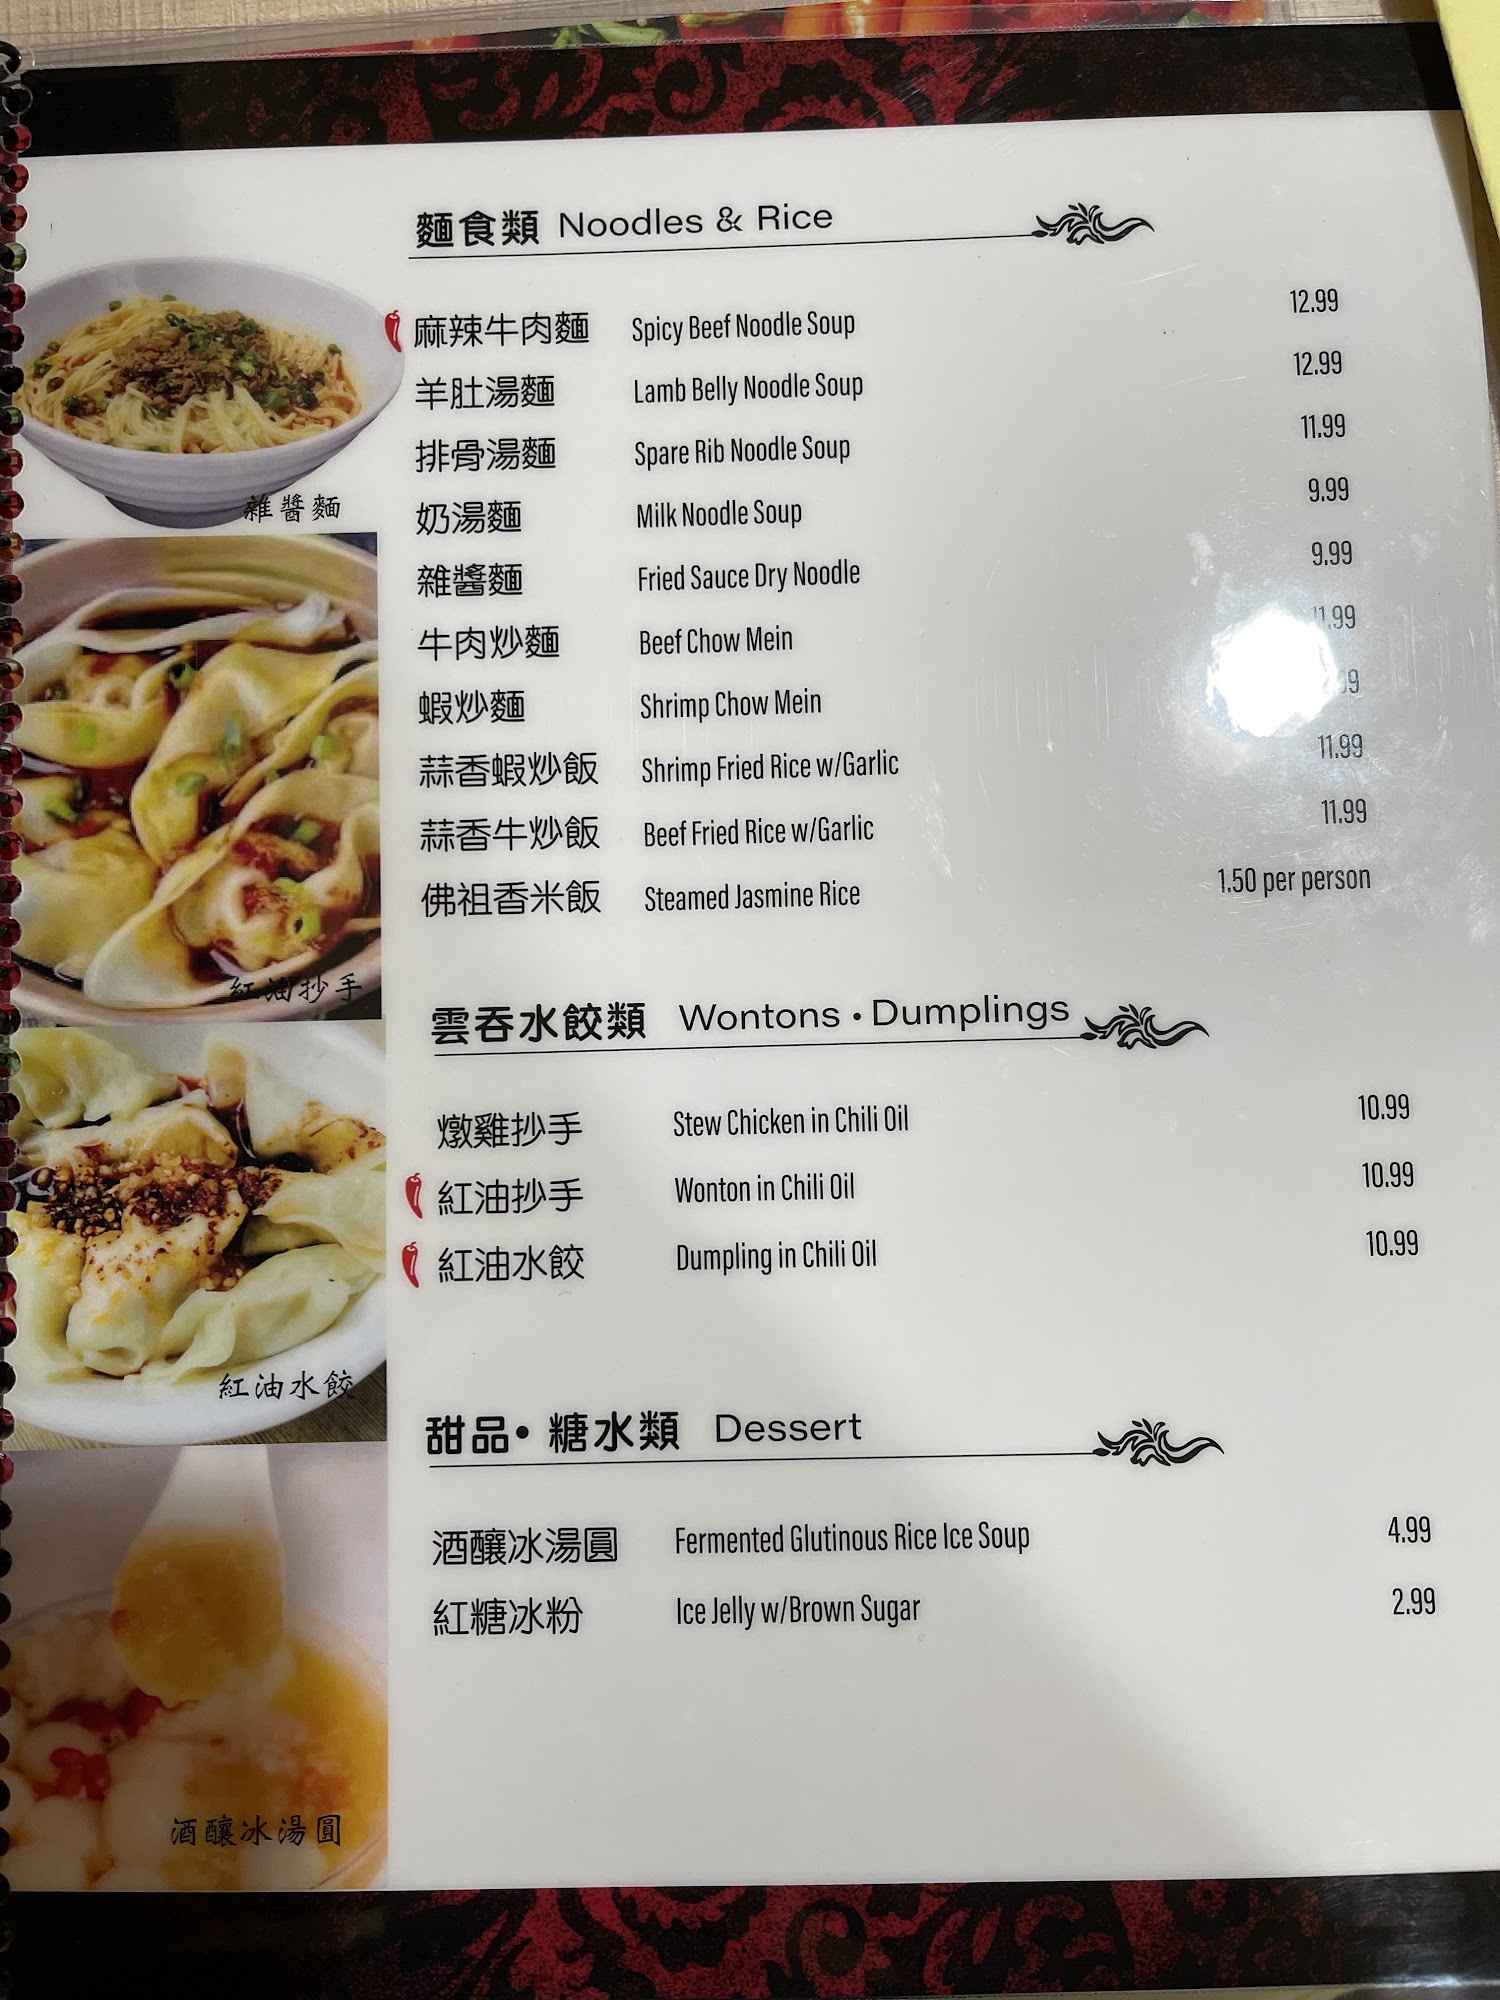 麵食類 Noodles & Rice
麻辣牛肉麵 Spicy Beef Noodle Soup 12.99
羊肚湯麵 Lamb Belly Noodle Soup 12.99
排骨湯麵 Spare Rib Noodle Soup 11.99
奶湯麵 Milk Noodle Soup 9.99
雜醬麵 Fried Sauce Dry Noodle 9.99
牛肉炒麵 Beef Chow Mein 11.99
蝦炒麵 Shrimp Chow Mein
蒜香蝦炒飯 Shrimp Fried Rice w/Garlic 11.99
蒜香牛炒飯 Beef Fried Rice w/Garlic 11.99
佛祖香米飯 Steamed Jasmine Rice 1.50 per person
雲吞水餃類 Wontons · Dumplings
燉雞抄手 Stew Chicken in Chili Oil 10.99
紅油抄手 Wonton in Chili Oil 10.99
紅油水餃 Dumpling in Chili Oil 10.99
甜品· 糖水類 Dessert
酒釀冰湯圓 Fermented Glutinous Rice Ice Soup 4.99
紅糖冰粉 Ice Jelly w/Brown Sugar 2.99
雜醬麵
紅油抄手
紅油水餃
酒釀冰湯圓